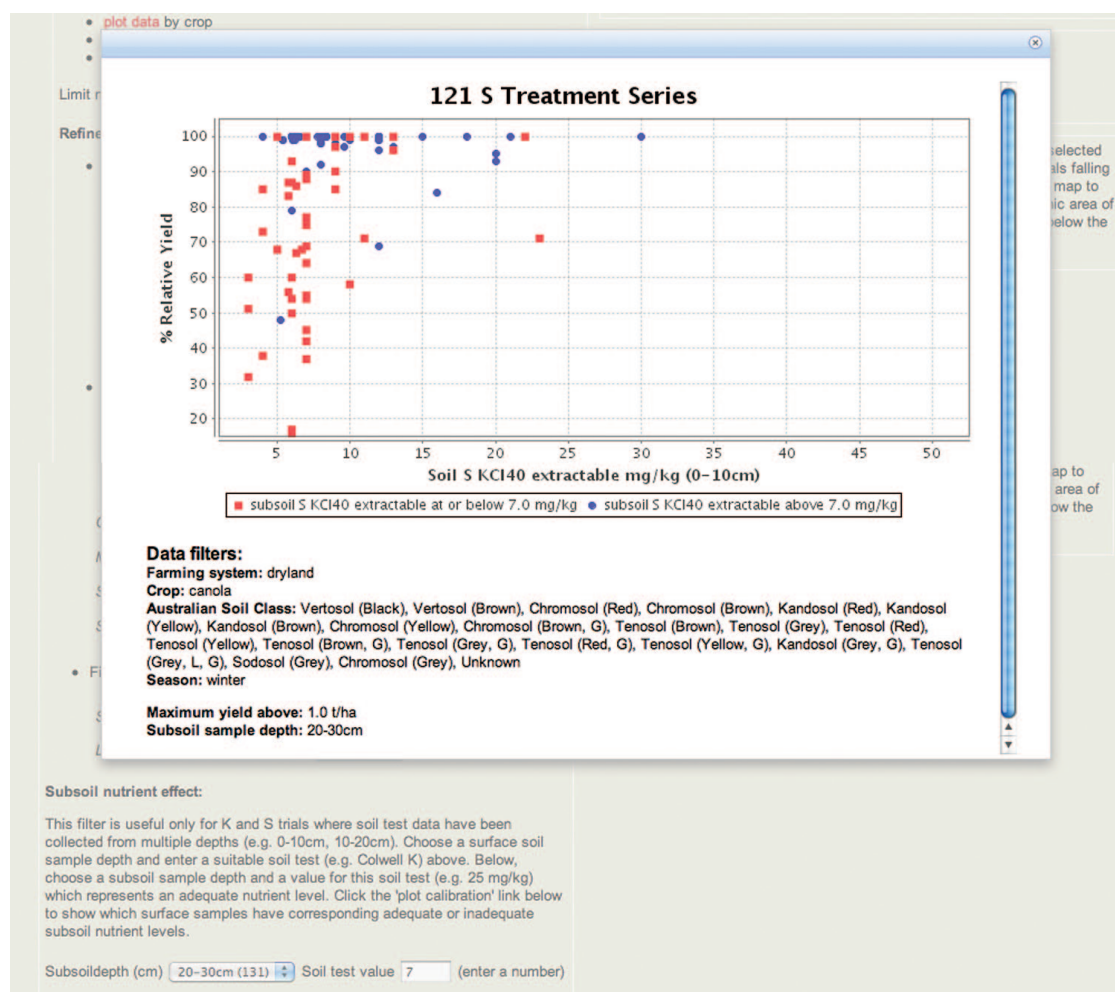 plot data by crop
Limit
Refine
121 S Treatment Series
100
90
80
70
60
50
40
30
20
% Relative Yield
5 10 15 20 25 30 35 40 45 50
Soil S KCl40 extractable mg/kg (0-10cm)
subsoil S KCl40 extractable at or below 7.0 mg/kg subsoil S KCl40 extractable above 7.0 mg/kg
selected
als falling
map to
ic area of
elow the
ap to
area of
ow the
Data filters:
Farming system: dryland
Crop: canola
Australian Soil Class: Vertosol (Black), Vertosol (Brown), Chromosol (Red), Chromosol (Brown), Kandosol (Red), Kandosol
(Yellow), Kandosol (Brown), Chromosol (Yellow), Chromosol (Brown, G), Tenosol (Brown), Tenosol (Grey), Tenosol (Red),
Tenosol (Yellow), Tenosol (Brown, G), Tenosol (Grey, G), Tenosol (Red, G), Tenosol (Yellow, G), Kandosol (Grey, G), Tenosol
(Grey, L, G), Sodosol (Grey), Chromosol (Grey), Unknown
Season: winter
Maximum yield above: 1.0 t/ha
Subsoil sample depth: 20-30cm
Subsoil nutrient effect:
This filter is useful only for K and S trials where soil test data have been
collected from multiple depths (e.g. 0-10cm, 10-20cm). Choose a surface soil
sample depth and enter a suitable soil test (e.g. Colwell K) above. Below,
choose a subsoil sample depth and a value for this soil test (e.g. 25 mg/kg)
which represents an adequate nutrient level. Click the 'plot calibration' link below
to show which surface samples have corresponding adequate or inadequate
subsoil nutrient levels.
Subsoildepth (cm) 20-30cm (131) Soil test value 7 (enter a number)